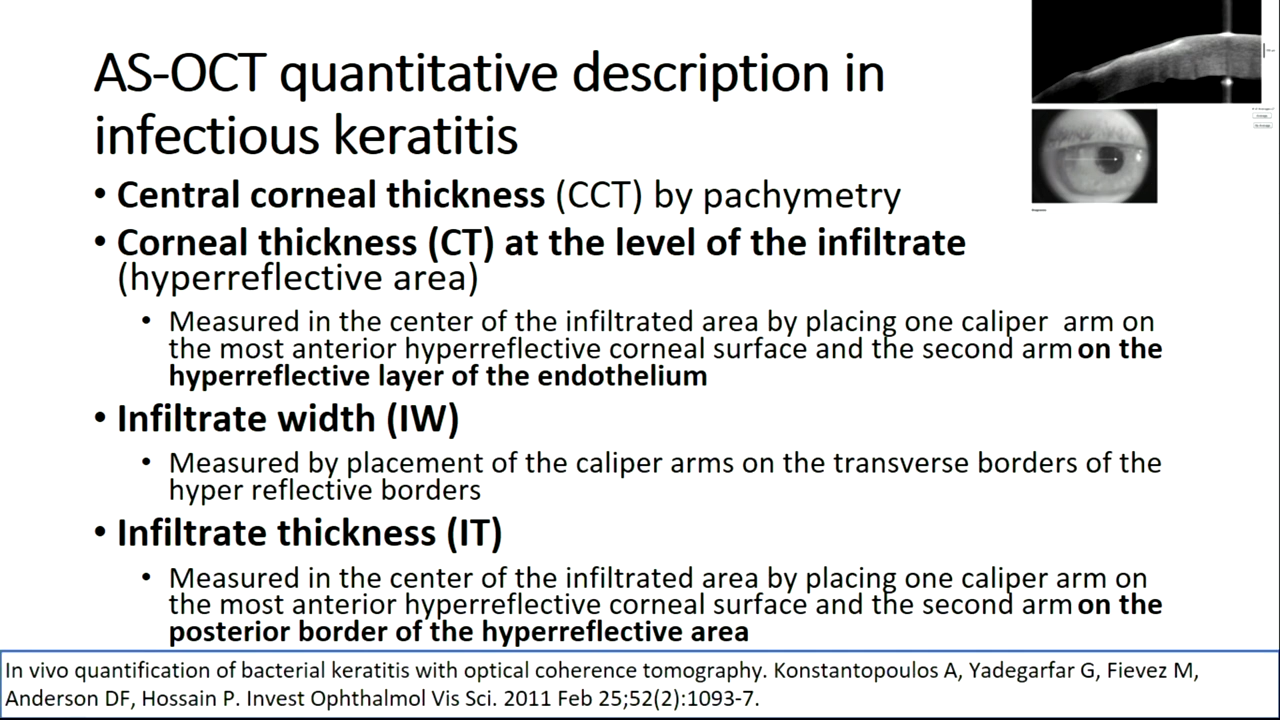 AS-OCT quantitative description in
infectious keratitis
• Central corneal thickness (CCT) by pachymetry
• Corneal thickness (CT) at the level of the infiltrate
(hyperreflective area)
• Measured in the center of the infiltrated area by placing one caliper arm on
the most anterior hyperreflective corneal surface and the second arm on the
hyperreflective layer of the endothelium
• Infiltrate width (IW)
• Measured by placement of the caliper arms on the transverse borders of the
hyper reflective borders
• Infiltrate thickness (IT)
• Measured in the center of the infiltrated area by placing one caliper arm on
the most anterior hyperreflective corneal surface and the second arm on the
posterior border of the hyperreflective area
In vivo quantification of bacterial keratitis with optical coherence tomography. Konstantopoulos A, Yadegarfar G, Fievez M,
Anderson DF, Hossain P. Invest Ophthalmol Vis Sci. 2011 Feb 25;52(2):1093-7.